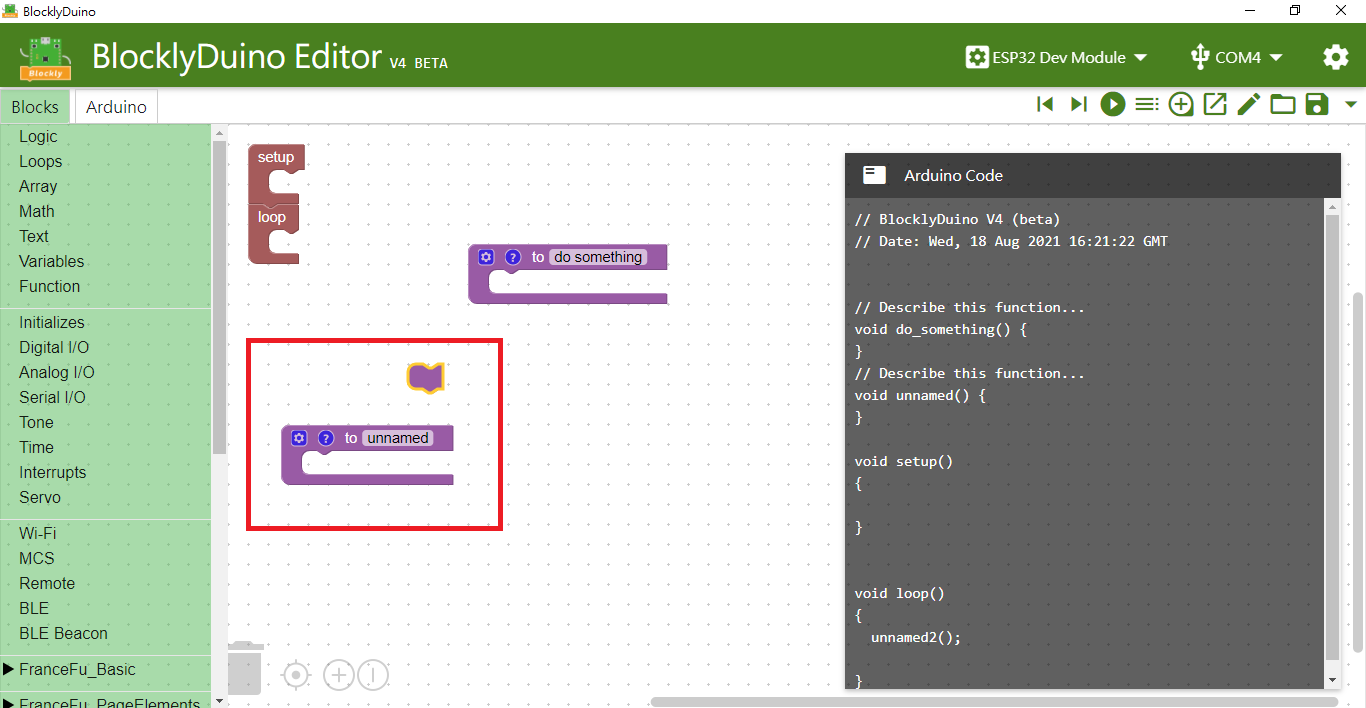 BlocklyDuino
Blockly
BlocklyDuino Editor V4 BETA
ESP32 Dev Module
COM4
Blocks
Arduino
Logic
Loops
Array
Math
Text
Variables
Function
Initializes
Digital I/O
Analog I/O
Serial I/O
Tone
Time
Interrupts
Servo
Wi-Fi
MCS
Remote
BLE
BLE Beacon
FranceFu_Basic
FranceFu_PageElements
setup
loop
? to do something
? to unnamed
Arduino Code
// BlocklyDuino V4 (beta)
// Date: Wed, 18 Aug 2021 16:21:22 GMT
// Describe this function...
void do_something() {
}
// Describe this function...
void unnamed() {
}
void setup()
{
}
void loop()
{
unnamed2();
}